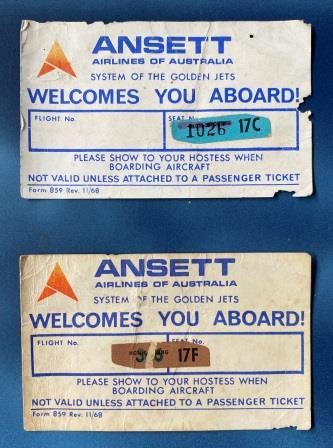 ANSETT
AIRLINES OF AUSTRALIA
SYSTEM OF THE GOLDEN JETS
WELCOMES YOU ABOARD!
FLIGHT No. SEAT No.
1026 17C
PLEASE SHOW TO YOUR HOSTESS WHEN
BOARDING AIRCRAFT
NOT VALID UNLESS ATTACHED TO A PASSENGER TICKET
Form 859 Rev. 11/68
ANSETT
AIRLINES OF AUSTRALIA
SYSTEM OF THE GOLDEN JETS
WELCOMES YOU ABOARD!
FLIGHT No. SEAT No.
17F
PLEASE SHOW TO YOUR HOSTESS WHEN
BOARDING AIRCRAFT
NOT VALID UNLESS ATTACHED TO A PASSENGER TICKET
Form 859 Rev. 11/68